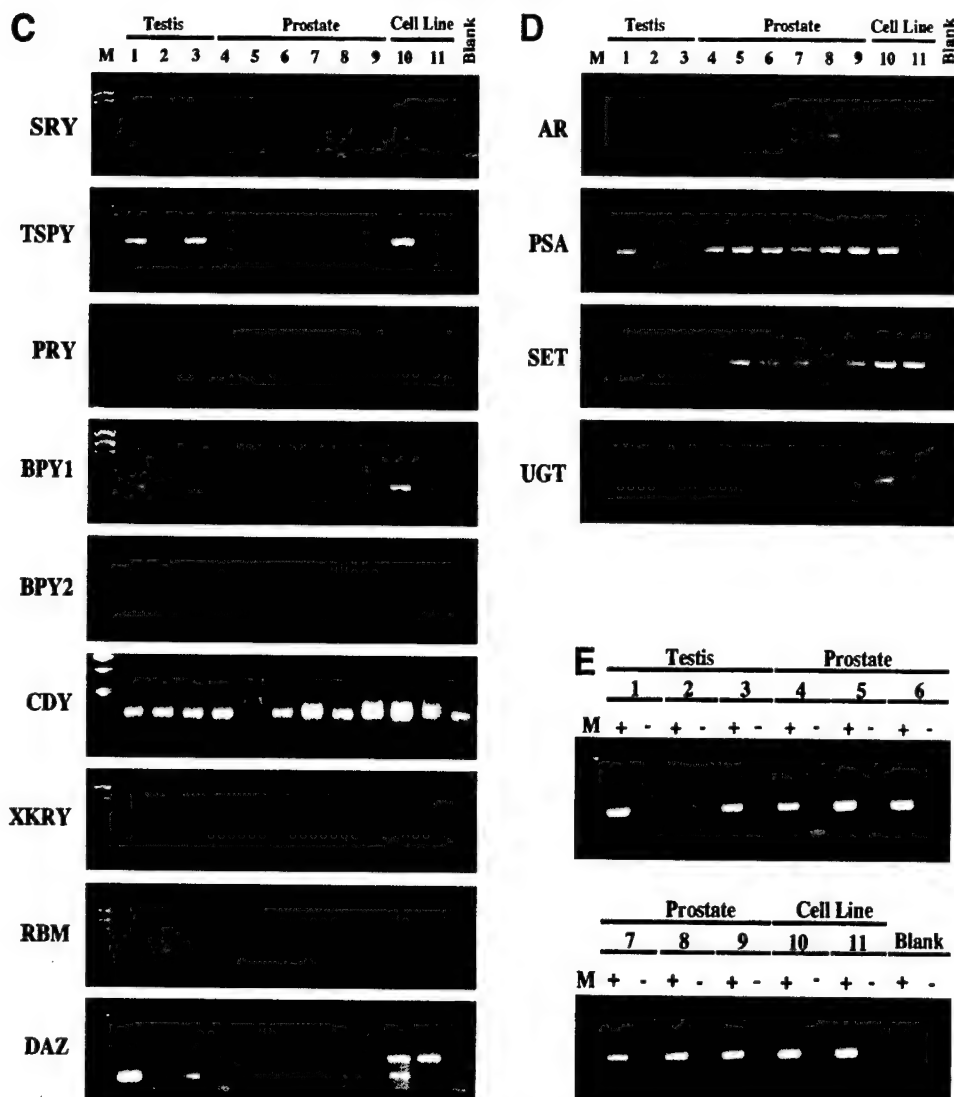 C
Testis Prostate Cell Line Blank
M 1 2 3 4 5 6 7 8 9 10 11
SRY
TSPY
PRY
BPY1
BPY2
CDY
XKRY
RBM
DAZ
D
Testis Prostate Cell Line Blank
M 1 2 3 4 5 6 7 8 9 10 11
AR
PSA
SET
UGT
E
Testis Prostate
1 2 3 4 5 6
M + - + - + - + - + - + -
Prostate Cell Line
7 8 9 10 11 Blank
M + - + - + - + - + - + -